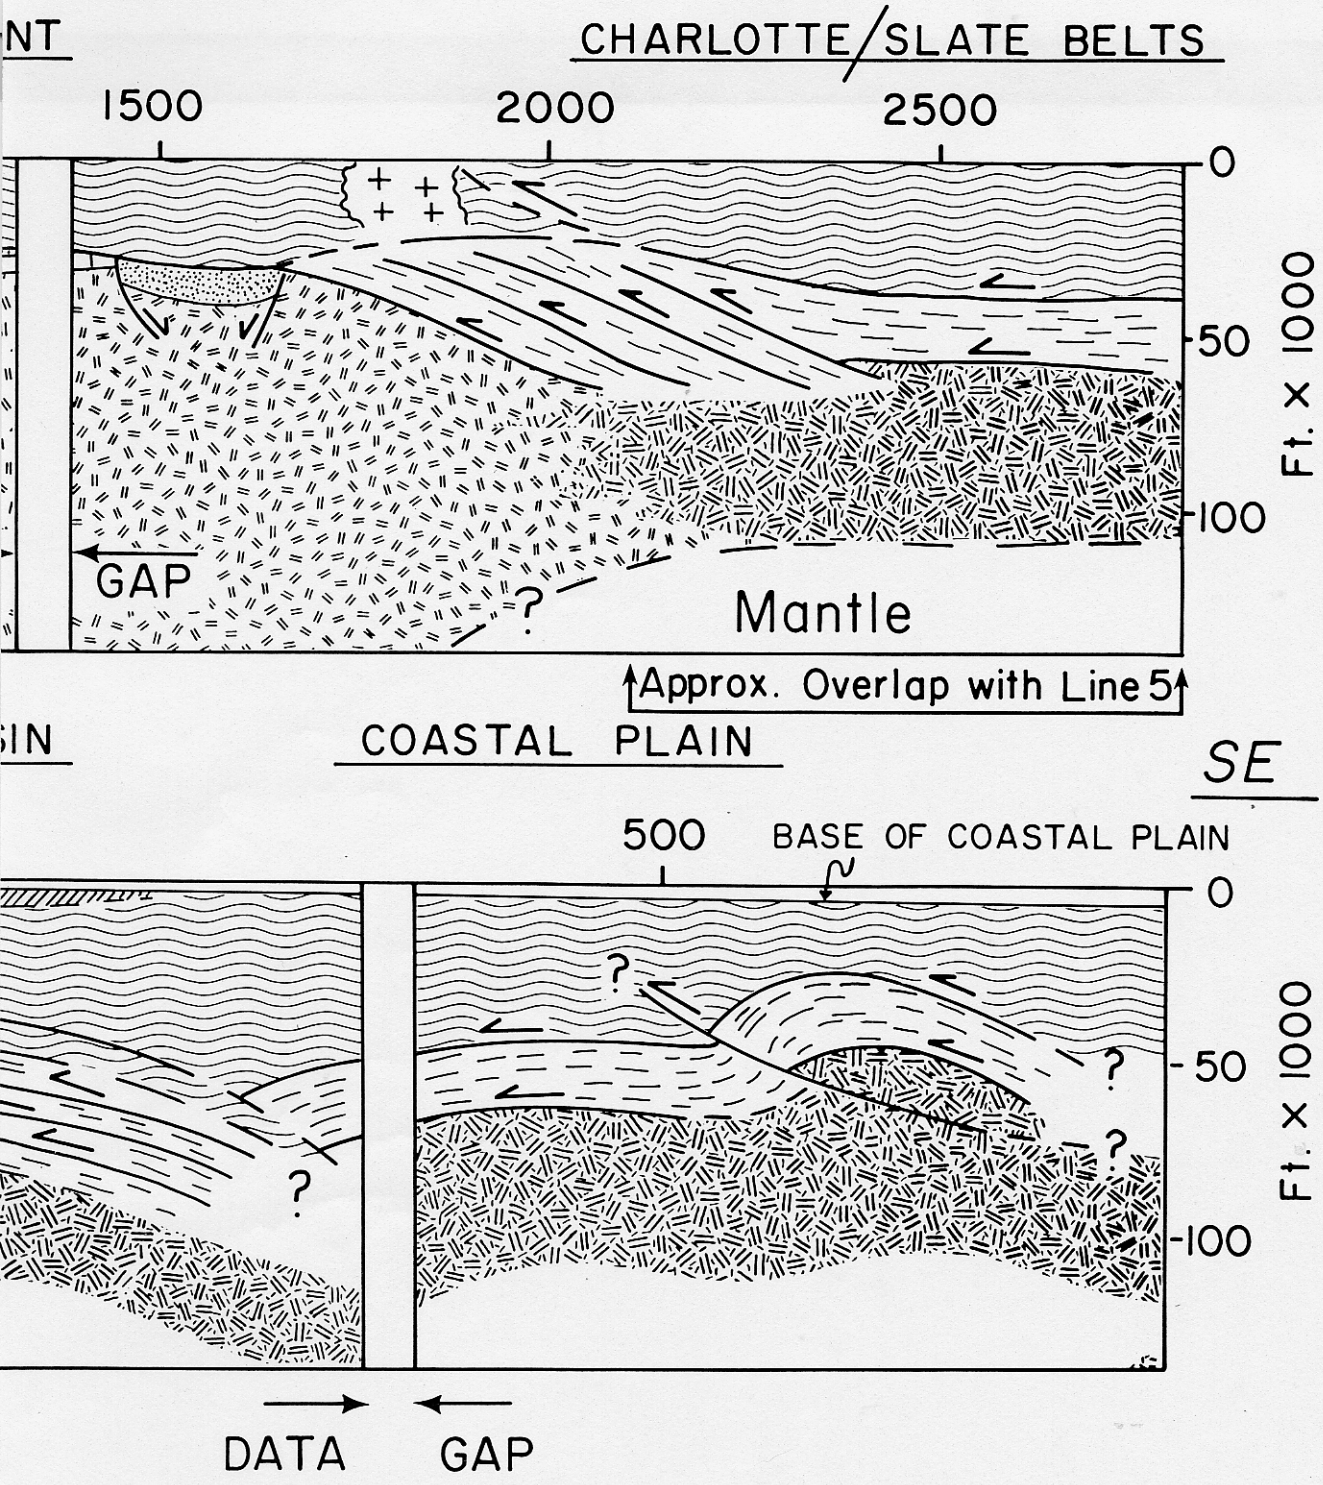 NT
CHARLOTTE/SLATE BELTS
1500 2000 2500
0
50
100
Ft. X 1000
GAP
?
Mantle
Approx. Overlap with Line 5
SIN
COASTAL PLAIN
SE
500
BASE OF COASTAL PLAIN
0
?
50
?
?
?
100
Ft. X 1000
DATA GAP